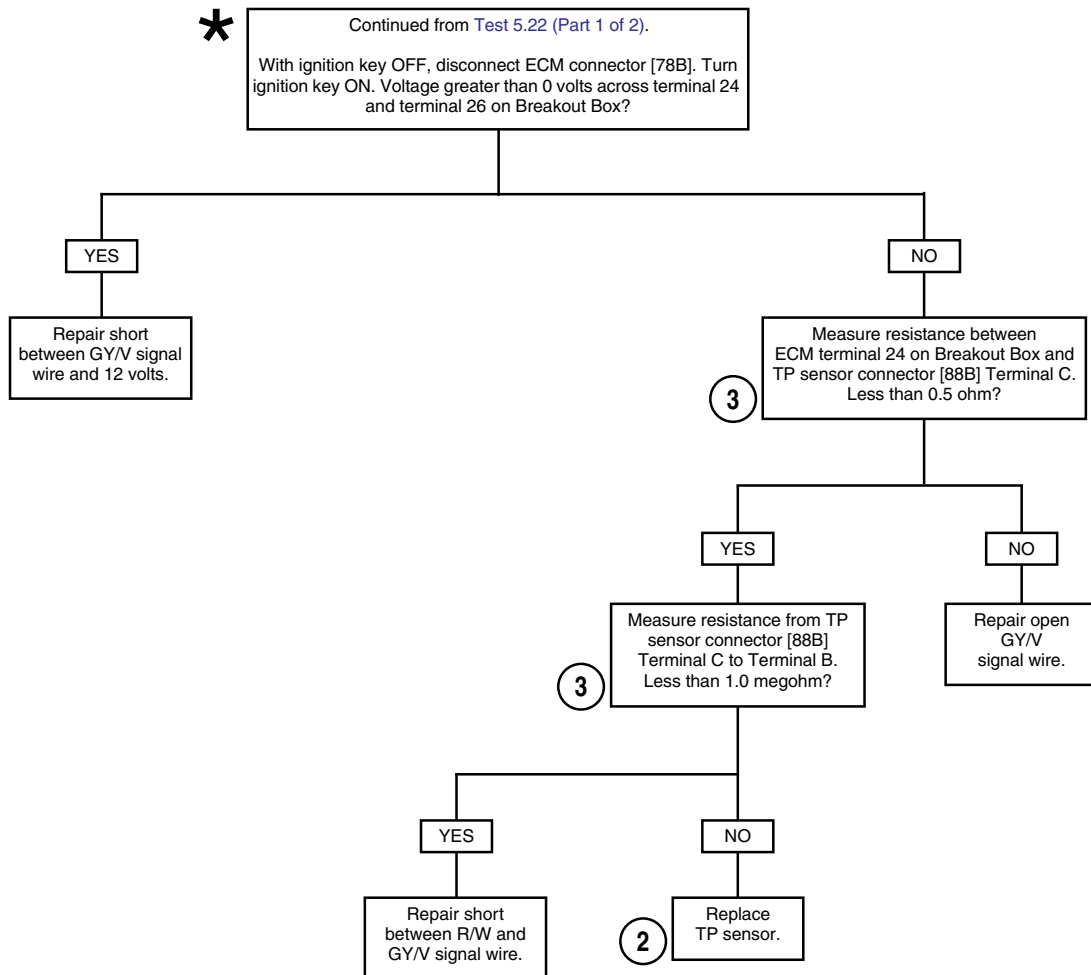 *
Continued from Test 5.22 (Part 1 of 2).
With ignition key OFF, disconnect ECM connector [78B]. Turn
ignition key ON. Voltage greater than 0 volts across terminal 24
and terminal 26 on Breakout Box?
YES
NO
Repair short
between GY/V signal
wire and 12 volts.
Measure resistance between
ECM terminal 24 on Breakout Box and
TP sensor connector [88B] Terminal C.
Less than 0.5 ohm?
3
YES
NO
Measure resistance from TP
sensor connector [88B]
Terminal C to Terminal B.
Less than 1.0 megohm?
3
Repair open
GY/V
signal wire.
YES
NO
Repair short
between R/W and
GY/V signal wire.
2
Replace
TP sensor.